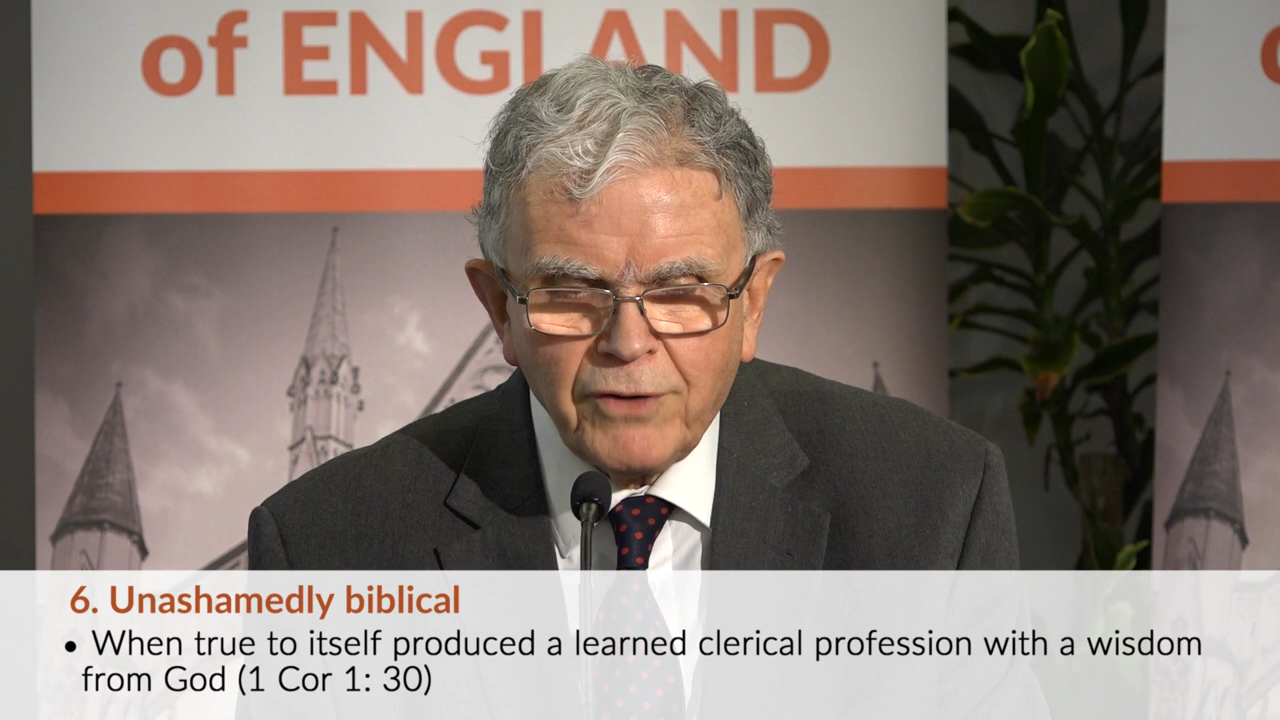 of ENGLAND
6. Unashamedly biblical
• When true to itself produced a learned clerical profession with a wisdom
from God (1 Cor 1: 30)